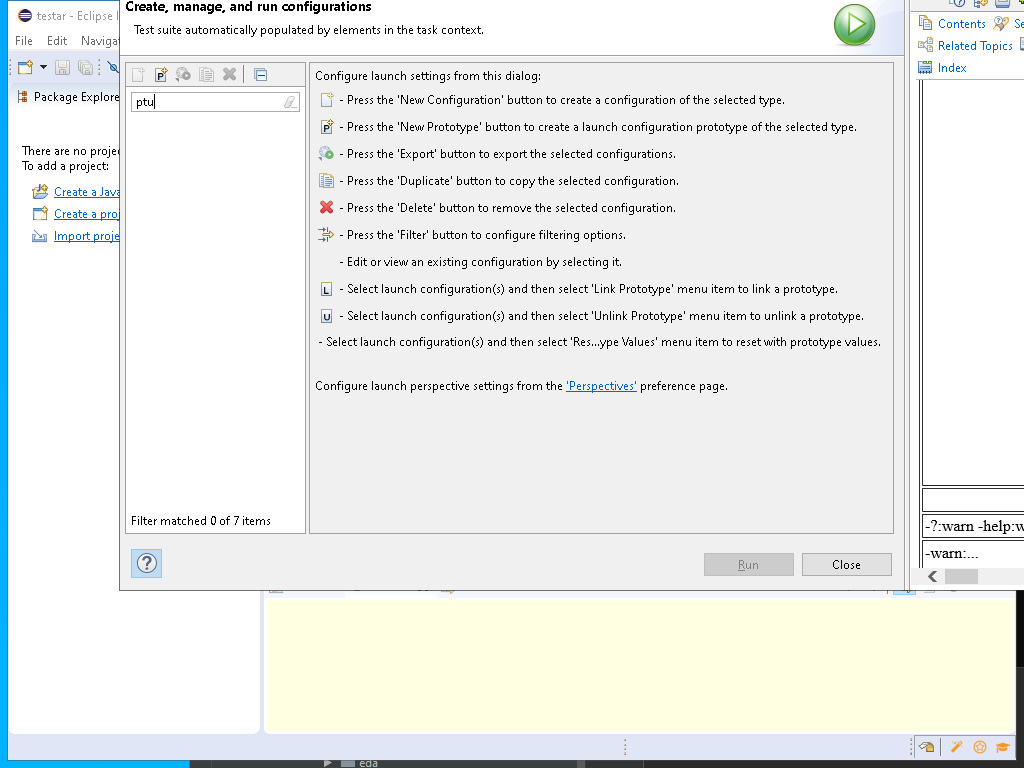 testar - Eclipse
File Edit Naviga
Package Explore
There are no projec
To add a project:
Create a Java
Create a proj
Import proje
Create, manage, and run configurations
Test suite automatically populated by elements in the task context.
ptu
Filter matched 0 of 7 items
Configure launch settings from this dialog:
- Press the 'New Configuration' button to create a configuration of the selected type.
P - Press the 'New Prototype' button to create a launch configuration prototype of the selected type.
- Press the 'Export' button to export the selected configurations.
- Press the 'Duplicate' button to copy the selected configuration.
- Press the 'Delete' button to remove the selected configuration.
- Press the 'Filter' button to configure filtering options.
- Edit or view an existing configuration by selecting it.
L - Select launch configuration(s) and then select 'Link Prototype' menu item to link a prototype.
U - Select launch configuration(s) and then select 'Unlink Prototype' menu item to unlink a prototype.
- Select launch configuration(s) and then select 'Res...ype Values' menu item to reset with prototype values.
Configure launch perspective settings from the 'Perspectives' preference page.
? Run Close
Contents Se
Related Topics
Index
-?:warn -help:w
-warn:...
eda